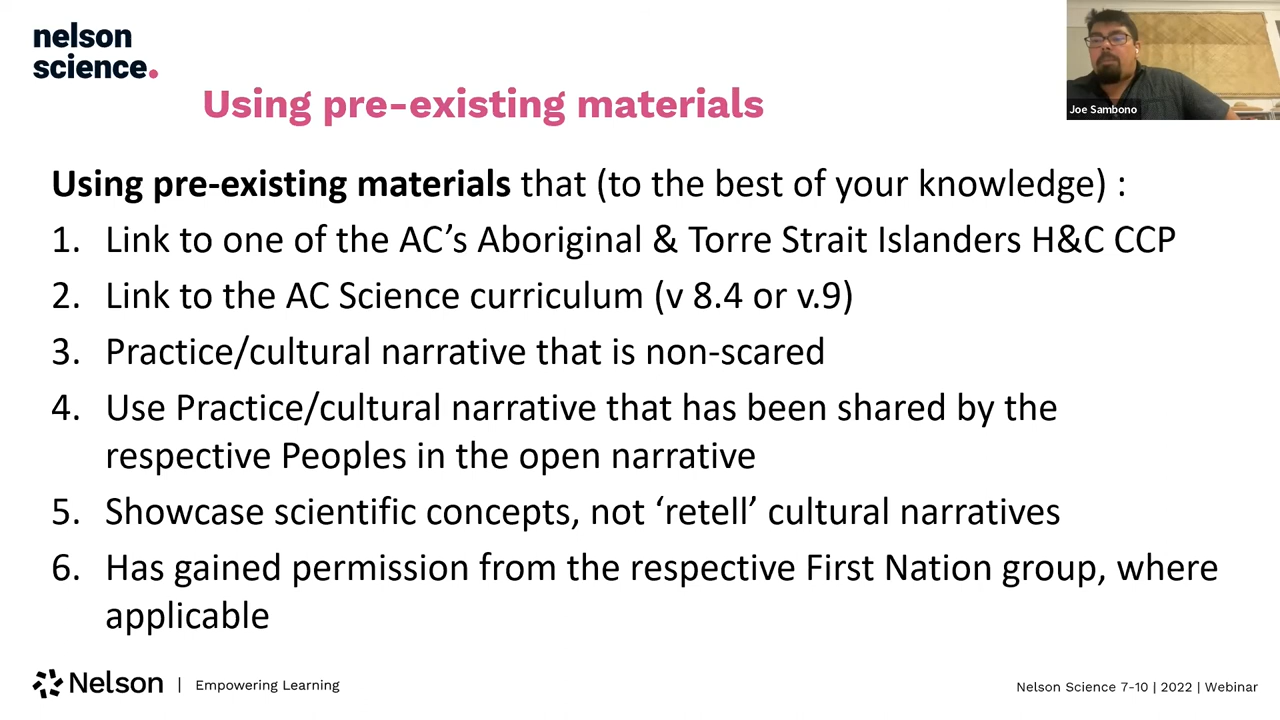 nelson
science.
Joe Sambono
Using pre-existing materials
Using pre-existing materials that (to the best of your knowledge) :
1. Link to one of the AC’s Aboriginal & Torre Strait Islanders H&C CCP
2. Link to the AC Science curriculum (v 8.4 or v.9)
3. Practice/cultural narrative that is non-scared
4. Use Practice/cultural narrative that has been shared by the
respective Peoples in the open narrative
5. Showcase scientific concepts, not ‘retell’ cultural narratives
6. Has gained permission from the respective First Nation group, where
applicable
Nelson | Empowering Learning
Nelson Science 7-10 | 2022 | Webinar